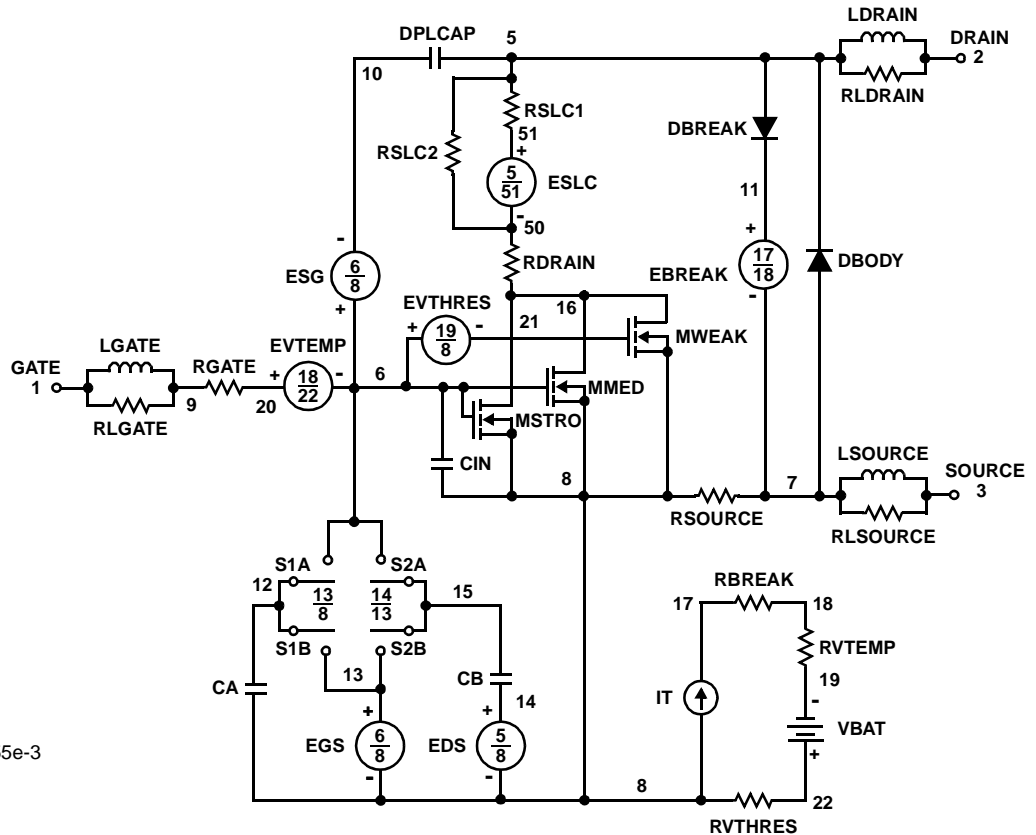 LDRAIN
DPLCAP 5 DRAIN
10 2
RSLC1 RLDRAIN
51 DBREAK
+
RSLC2
5
51
ESLC
11
-
50
-
+
17
18
RDRAIN
6
8
ESG
EBREAK
DBODY
+
EVTHRES
16
-
+ 19 - 21
8
MWEAK
LGATE
EVTEMP
GATE RGATE
1
+ 18 - 6
22
MMED
9 20
MSTRO
RLGATE
LSOURCE
CIN
8 7 SOURCE
3
RSOURCE
RLSOURCE
S1A S2A
12 13 14 15
8 13
RBREAK
17 18
S1B S2B
RVTEMP
13
CB
19
CA
14
IT
-
+ +
VBAT
EGS 6 EDS 5
8 8
+
5e-3
- -
8
22
RVTHRES